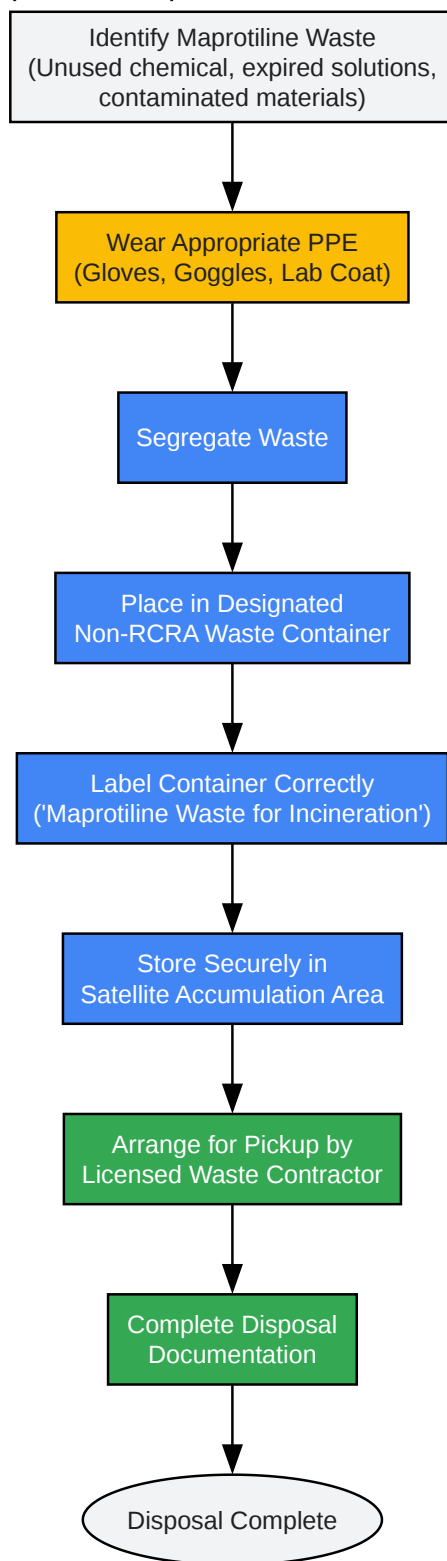 Identify Maprotiline Waste
(Unused chemical, expired solutions,
contaminated materials)
Wear Appropriate PPE
(Gloves, Goggles, Lab Coat)
Segregate Waste
Place in Designated
Non-RCRA Waste Container
Label Container Correctly
('Maprotiline Waste for Incineration')
Store Securely in
Satellite Accumulation Area
Arrange for Pickup by
Licensed Waste Contractor
Complete Disposal
Documentation
Disposal Complete